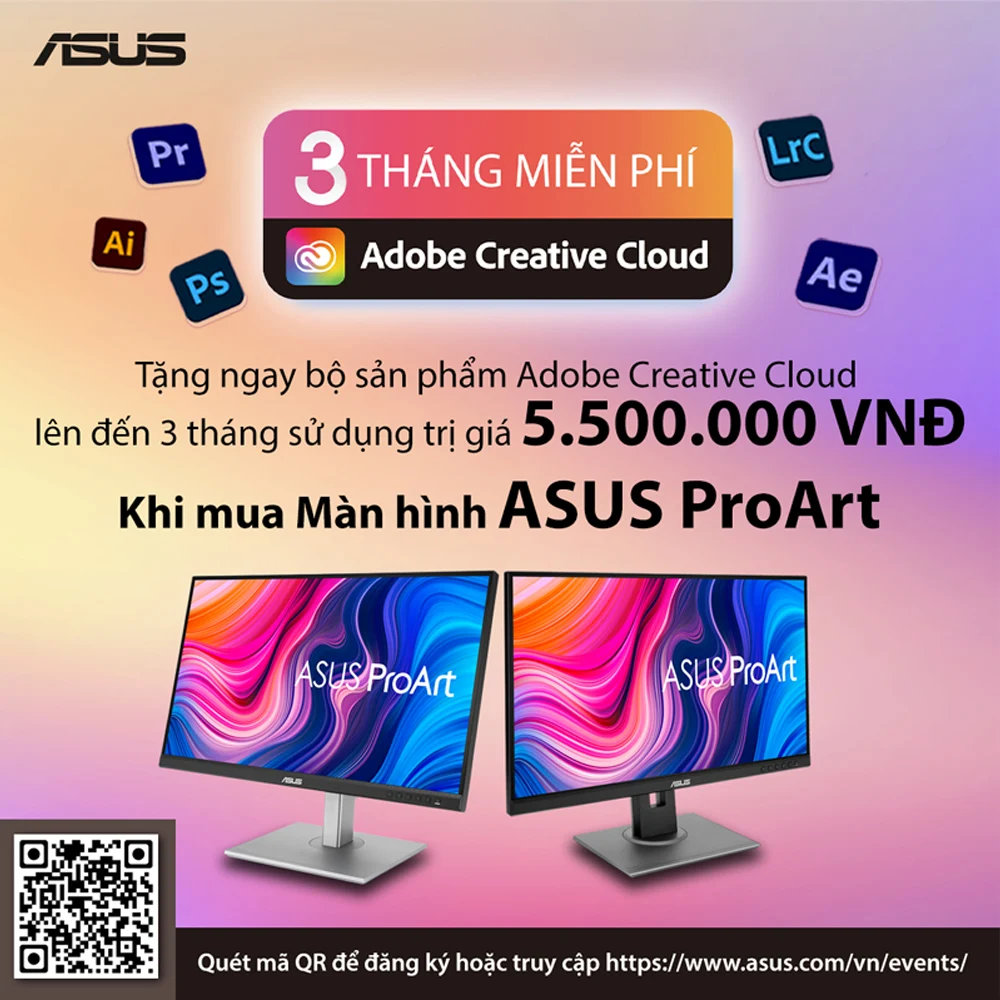 ASUS
Pr
LrC
3 THÁNG MIỄN PHÍ
Ai
Adobe Creative Cloud
Ps
Ae
Tặng ngay bộ sản phẩm Adobe Creative Cloud
lên đến 3 tháng sử dụng trị giá 5.500.000 VNĐ
Khi mua Màn hình ASUS ProArt
ASUS ProArt
ASUS ProArt
ASUS
ASUS
Quét mã QR để đăng ký hoặc truy cập https://www.asus.com/vn/events/